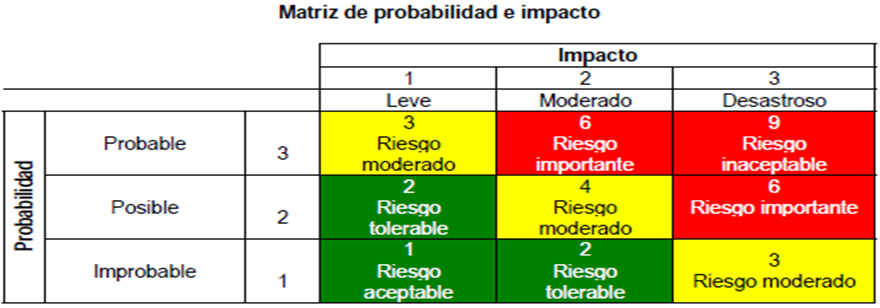 Matriz de probabilidad e impacto
Impacto
1 2 3
Leve Moderado Desastroso
Probabilidad
Probable 3
3 Riesgo moderado
6 Riesgo importante
9 Riesgo inaceptable
Posible 2
2 Riesgo tolerable
4 Riesgo moderado
6 Riesgo importante
Improbable 1
1 Riesgo aceptable
2 Riesgo tolerable
3 Riesgo moderado